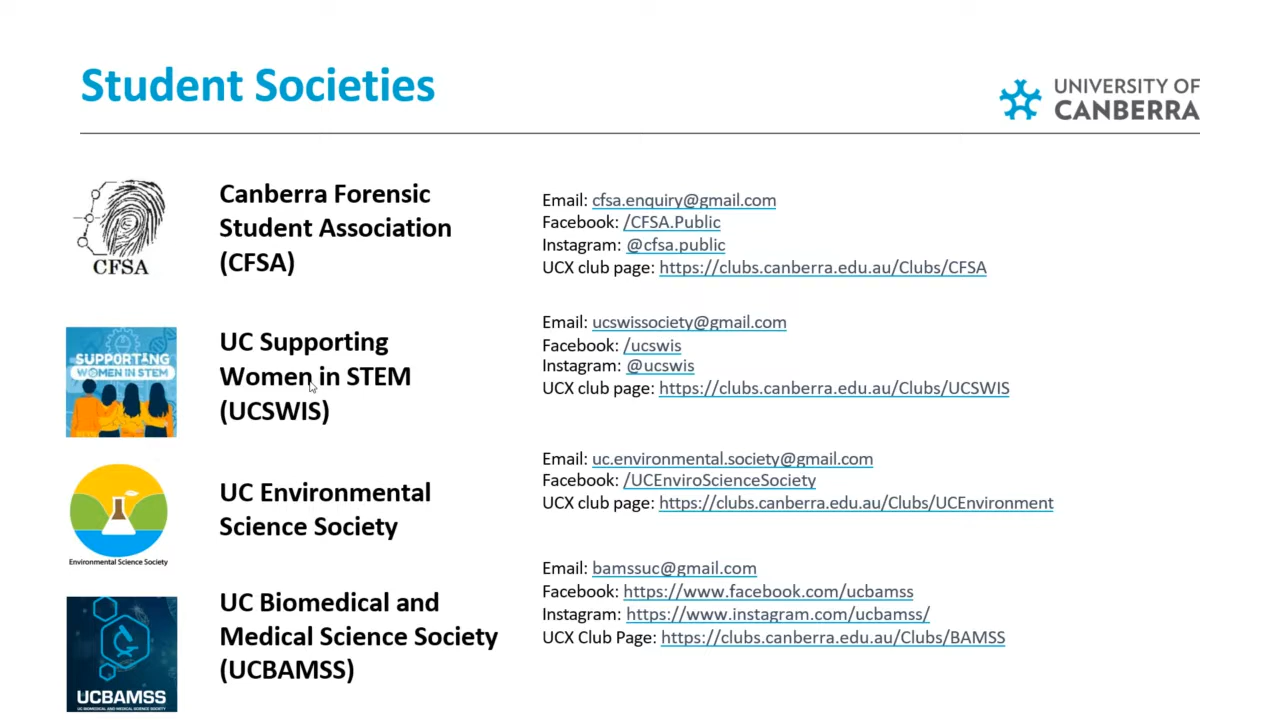 Student Societies
UNIVERSITY OF
CANBERRA
CFSA
Canberra Forensic
Student Association
(CFSA)
Email: cfsa.enquiry@gmail.com
Facebook: /CFSA.Public
Instagram: @cfsa.public
UCX club page: https://clubs.canberra.edu.au/Clubs/CFSA
SUPPORTING
WOMEN IN STEM
UC Supporting
Women in STEM
(UCSWIS)
Email: ucswissociety@gmail.com
Facebook: /ucswis
Instagram: @ucswis
UCX club page: https://clubs.canberra.edu.au/Clubs/UCSWIS
Environmental Science Society
UC Environmental
Science Society
Email: uc.environmental.society@gmail.com
Facebook: /UCEnviroScienceSociety
UCX club page: https://clubs.canberra.edu.au/Clubs/UCEnvironment
UCBAMSS
UC BIOMEDICAL AND MEDICAL SCIENCE SOCIETY
UC Biomedical and
Medical Science Society
(UCBAMSS)
Email: bamssuc@gmail.com
Facebook: https://www.facebook.com/ucbamss
Instagram: https://www.instagram.com/ucbamss/
UCX Club Page: https://clubs.canberra.edu.au/Clubs/BAMSS